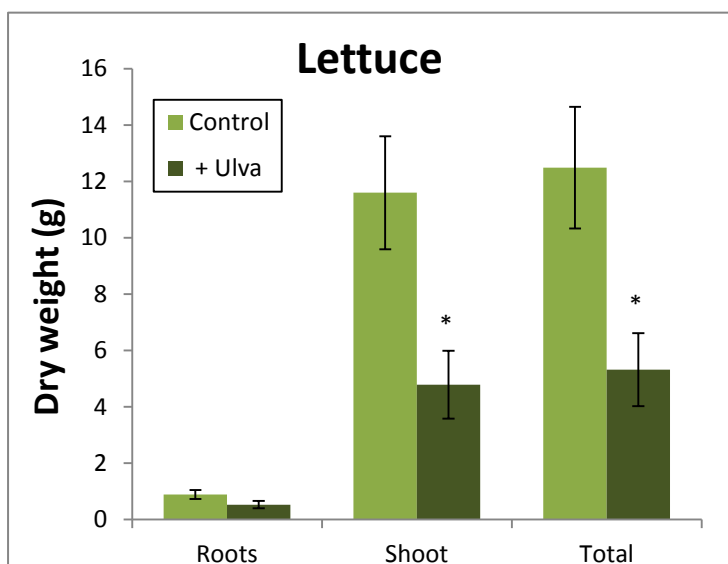 Lettuce
Dry weight (g)
16
14
12
10
8
6
4
2
0
Control
+ Ulva
*
*
Roots Shoot Total